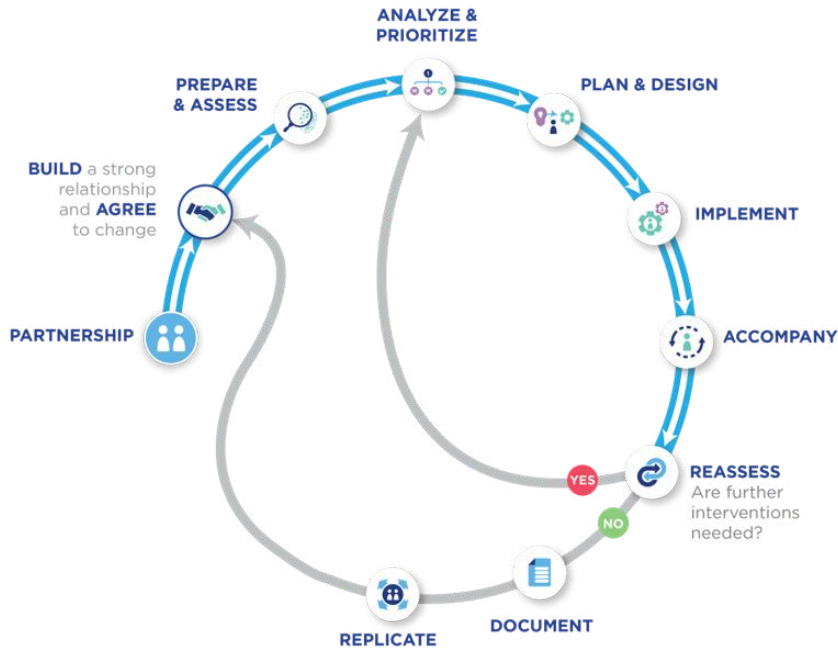 PARTNERSHIP
BUILD a strong
relationship
and AGREE
to change
PREPARE
& ASSESS
ANALYZE &
PRIORITIZE
PLAN & DESIGN
IMPLEMENT
ACCOMPANY
REASSESS
Are further
interventions
needed?
YES
NO
DOCUMENT
REPLICATE